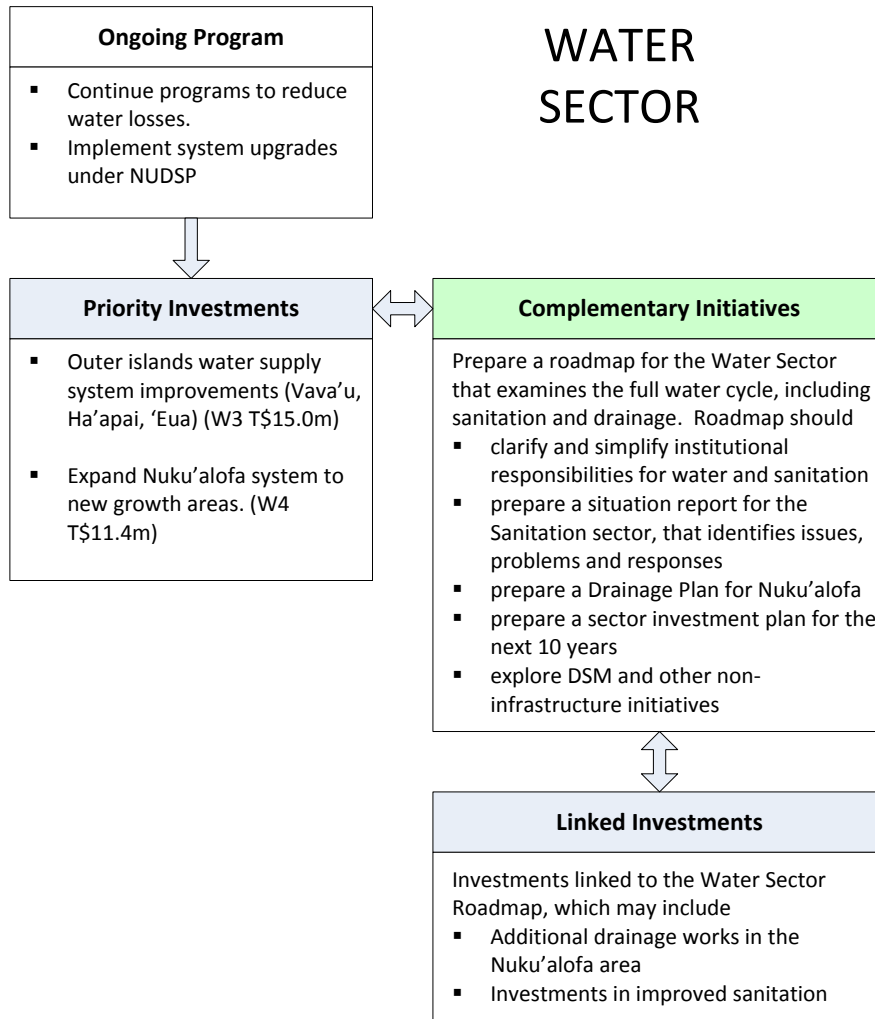 Ongoing Program
▪ Continue programs to reduce
water losses.
▪ Implement system upgrades
under NUDSP
WATER
SECTOR
Priority Investments
▪ Outer islands water supply
system improvements (Vava’u,
Ha’apai, ‘Eua) (W3 T$15.0m)
▪ Expand Nuku’alofa system to
new growth areas. (W4
T$11.4m)
Complementary Initiatives
Prepare a roadmap for the Water Sector
that examines the full water cycle, including
sanitation and drainage. Roadmap should
▪ clarify and simplify institutional
responsibilities for water and sanitation
▪ prepare a situation report for the
Sanitation sector, that identifies issues,
problems and responses
▪ prepare a Drainage Plan for Nuku’alofa
▪ prepare a sector investment plan for the
next 10 years
▪ explore DSM and other non-
infrastructure initiatives
Linked Investments
Investments linked to the Water Sector
Roadmap, which may include
▪ Additional drainage works in the
Nuku’alofa area
▪ Investments in improved sanitation